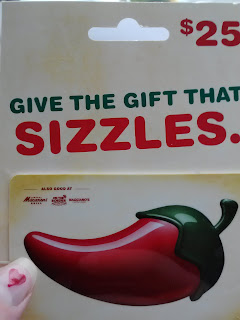 $25
GIVE THE GIFT THAT
SIZZLES.
ALSO GOOD AT